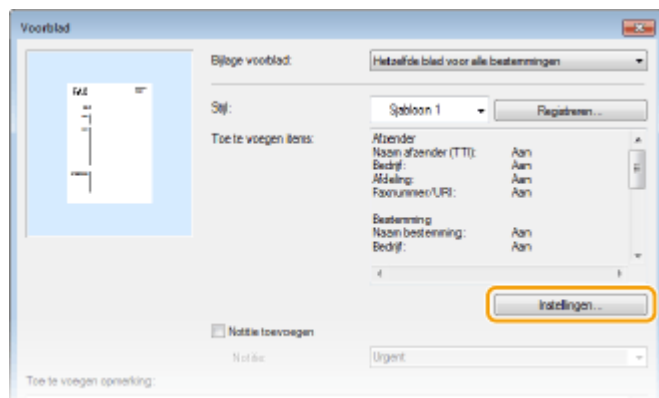 Voorblad
Bijlage voorblad:
Hetzelfde blad voor alle bestemmingen
FAX
Stijl:
Sjabloon 1
Registreren...
Toe te voegen items:
Afzender
Naam afzender (TTI): Aan
Bedrijf: Aan
Afdeling: Aan
Faxnummer/URI: Aan
Bestemming
Naam bestemming: Aan
Bedrijf: Aan
Instellingen...
Notitie toevoegen
Notitie:
Urgent
Toe te voegen opmerking: